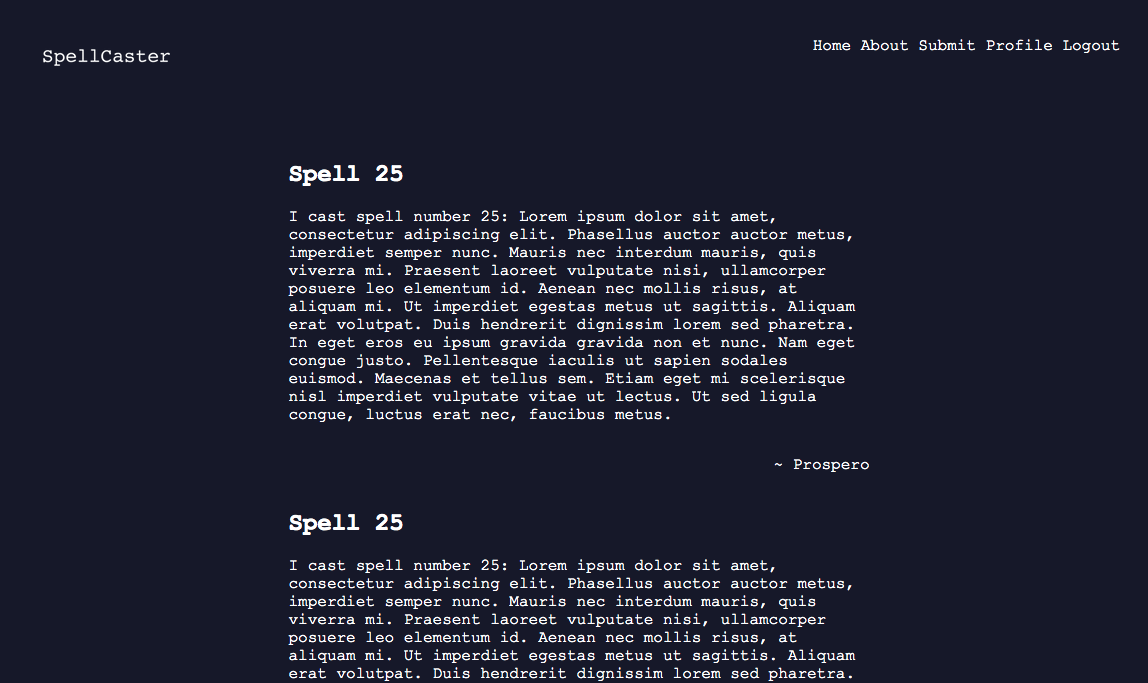 SpellCaster
Home About Submit Profile Logout
Spell 25
I cast spell number 25: Lorem ipsum dolor sit amet,
consectetur adipiscing elit. Phasellus auctor auctor metus,
imperdiet semper nunc. Mauris nec interdum mauris, quis
viverra mi. Praesent laoreet vulputate nisi, ullamcorper
posuere leo elementum id. Aenean nec mollis risus, at
aliquam mi. Ut imperdiet egestas metus ut sagittis. Aliquam
erat volutpat. Duis hendrerit dignissim lorem sed pharetra.
In eget eros eu ipsum gravida gravida non et nunc. Nam eget
congue justo. Pellentesque iaculis ut sapien sodales
euismod. Maecenas et tellus sem. Etiam eget mi scelerisque
nisl imperdiet vulputate vitae ut lectus. Ut sed ligula
congue, luctus erat nec, faucibus metus.
~ Prospero
Spell 25
I cast spell number 25: Lorem ipsum dolor sit amet,
consectetur adipiscing elit. Phasellus auctor auctor metus,
imperdiet semper nunc. Mauris nec interdum mauris, quis
viverra mi. Praesent laoreet vulputate nisi, ullamcorper
posuere leo elementum id. Aenean nec mollis risus, at
aliquam mi. Ut imperdiet egestas metus ut sagittis. Aliquam
erat volutpat. Duis hendrerit dignissim lorem sed pharetra.